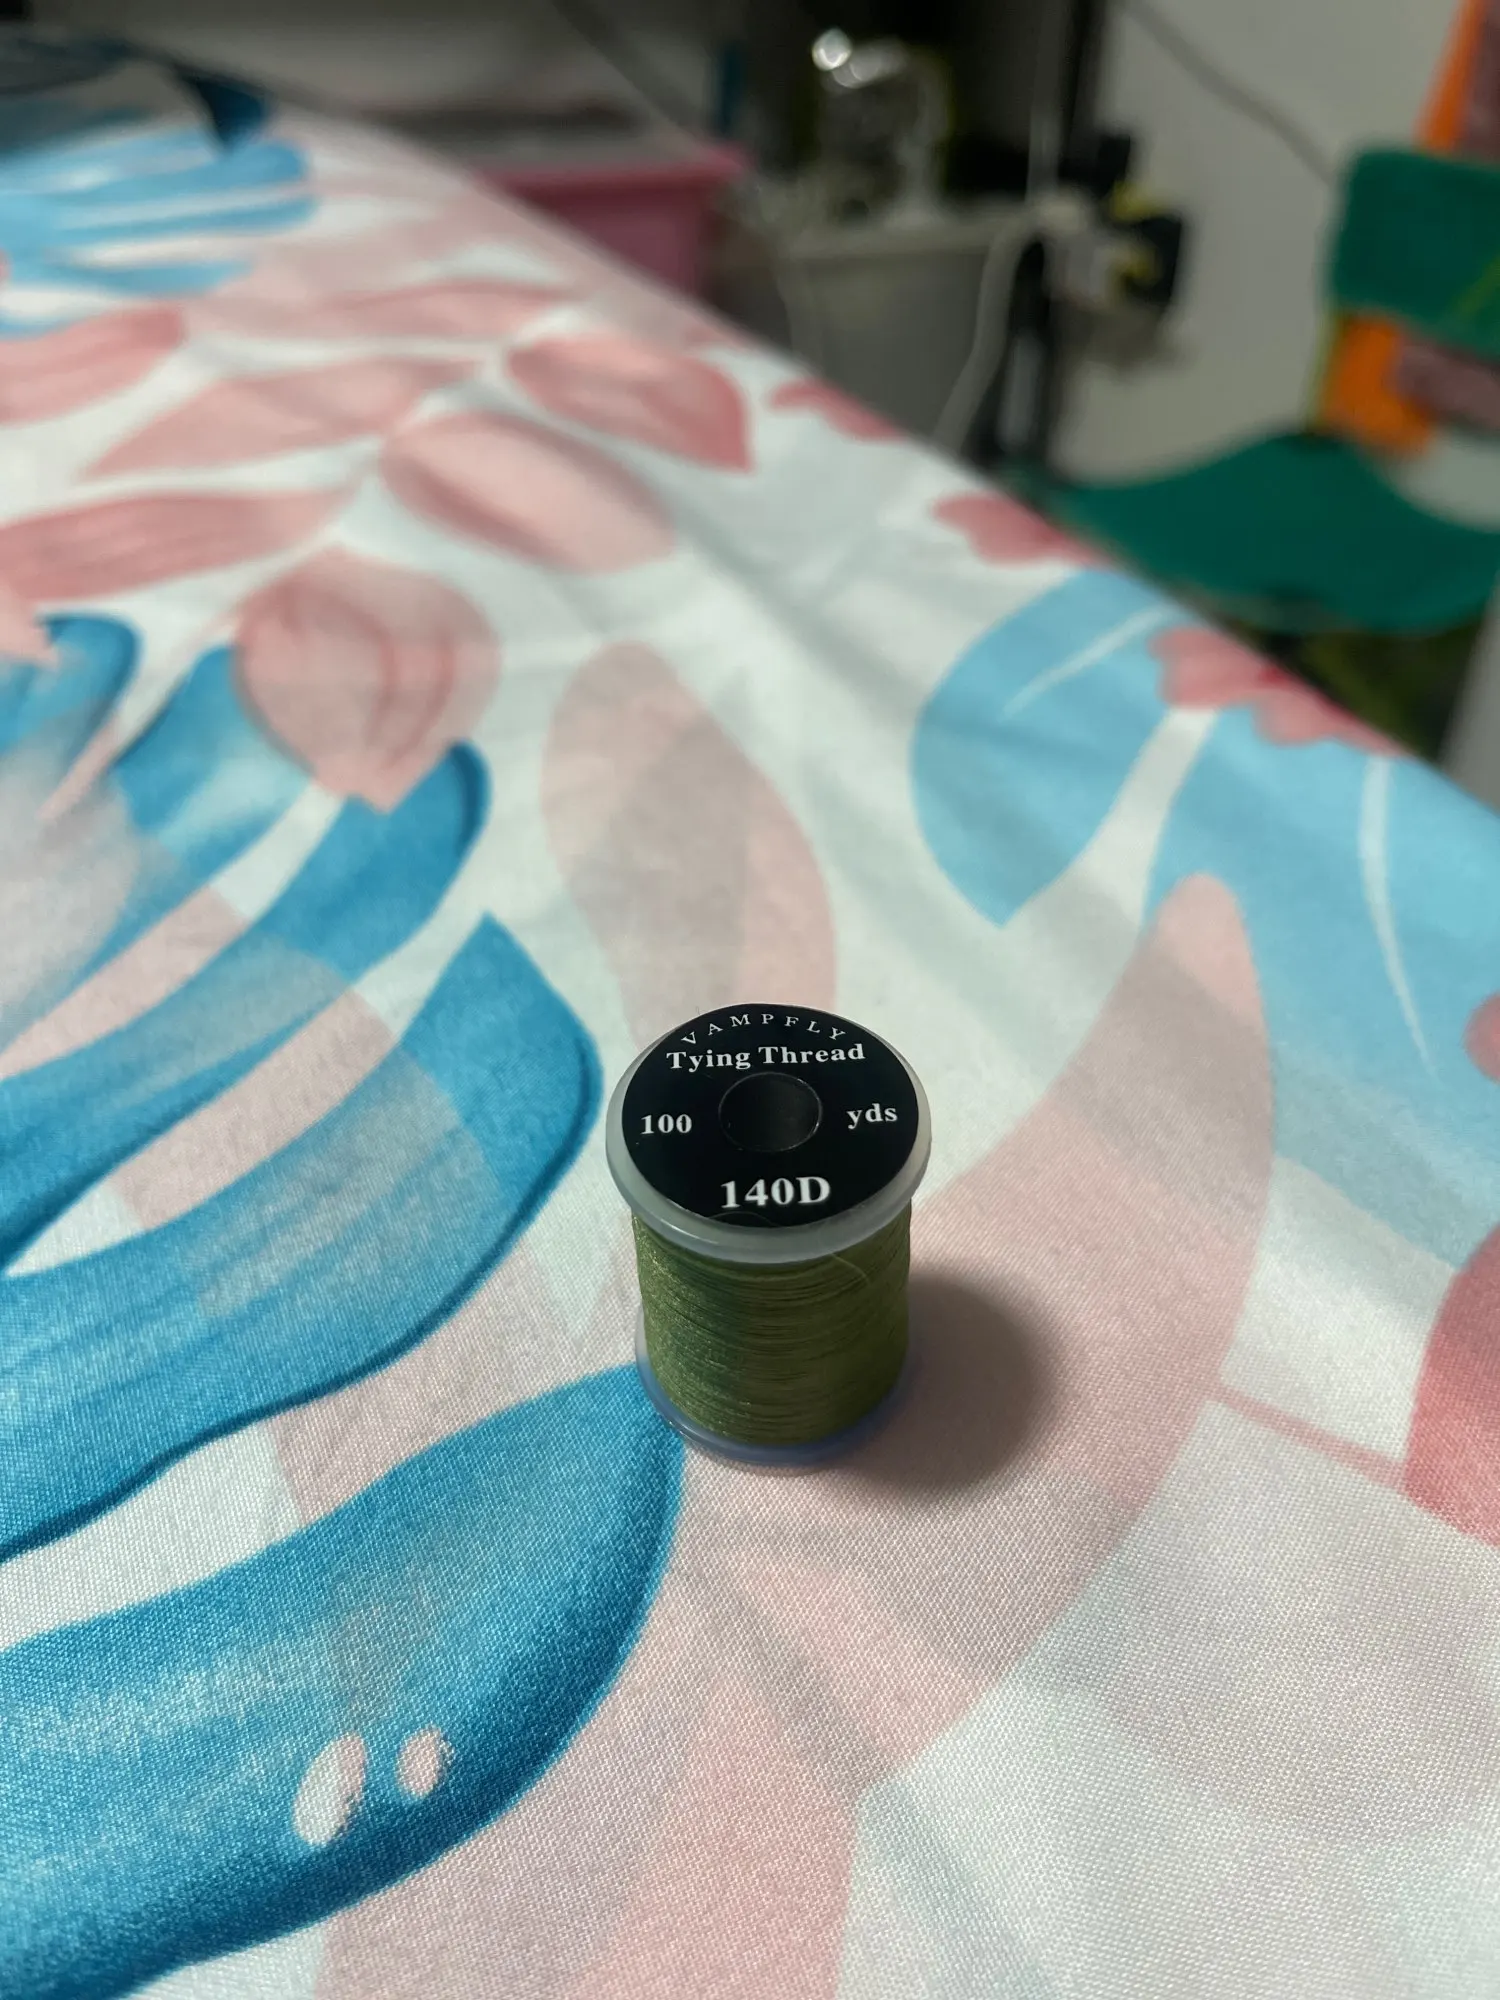 VAMPFLY
Tying Thread
100 yds
140D